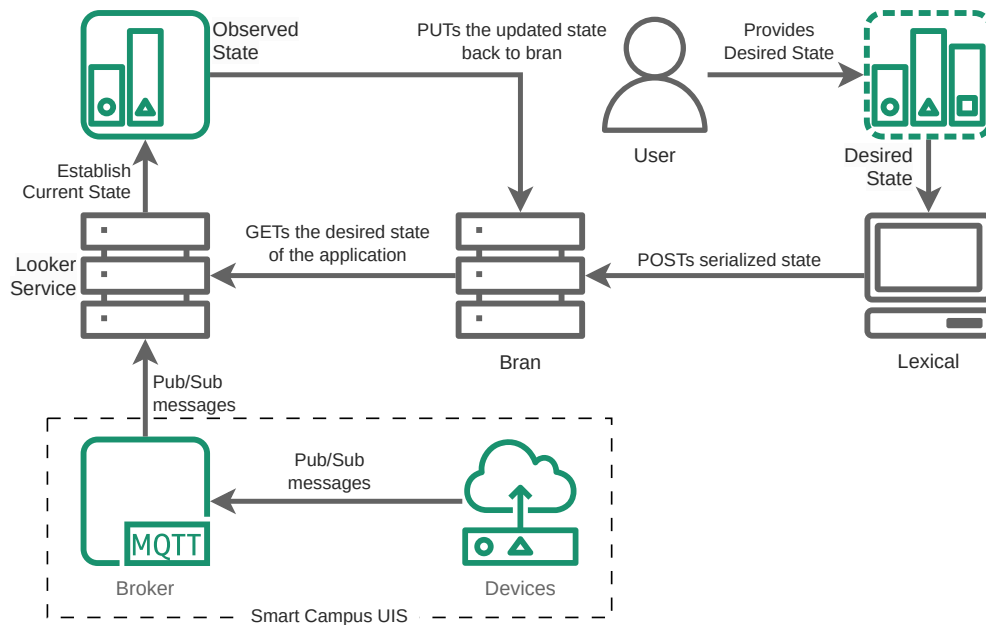 Observed
State
PUTs the updated state
back to bran
Provides
Desired State
User
Desired
State
Establish
Current State
Looker
Service
GETs the desired state
of the application
POSTs serialized state
Bran
Lexical
Pub/Sub
messages
Pub/Sub
messages
MQTT
Broker
Devices
Smart Campus UIS